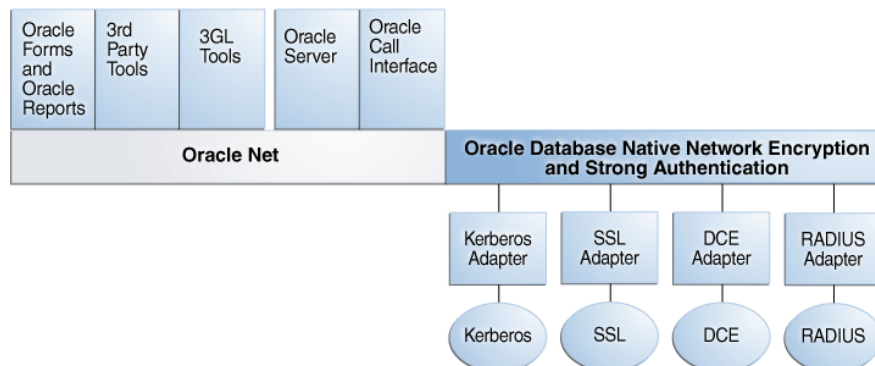 Oracle
Forms
and
Oracle
Reports
3rd
Party
Tools
3GL
Tools
Oracle
Server
Oracle
Call
Interface
Oracle Net
Oracle Database Native Network Encryption
and Strong Authentication
Kerberos
Adapter
SSL
Adapter
DCE
Adapter
RADIUS
Adapter
Kerberos
SSL
DCE
RADIUS